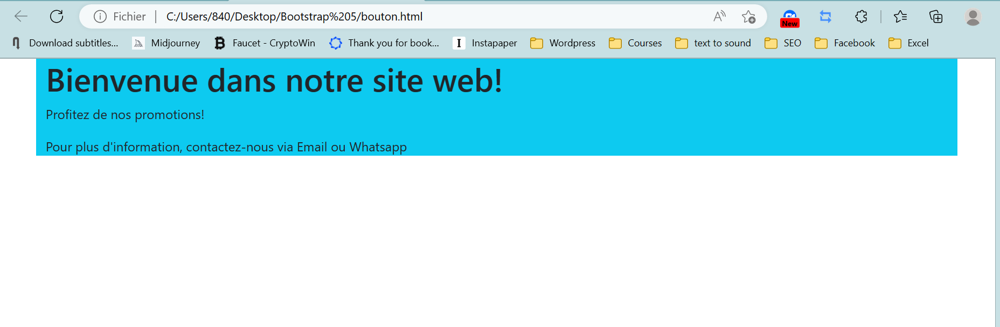 Fichier C:/Users/840/Desktop/Bootstrap%205/bouton.html
New
Download subtitles... Midjourney Faucet - CryptoWin Thank you for book... Instapaper Wordpress Courses text to sound SEO Facebook Excel
Bienvenue dans notre site web!
Profitez de nos promotions!
Pour plus d'information, contactez-nous via Email ou Whatsapp